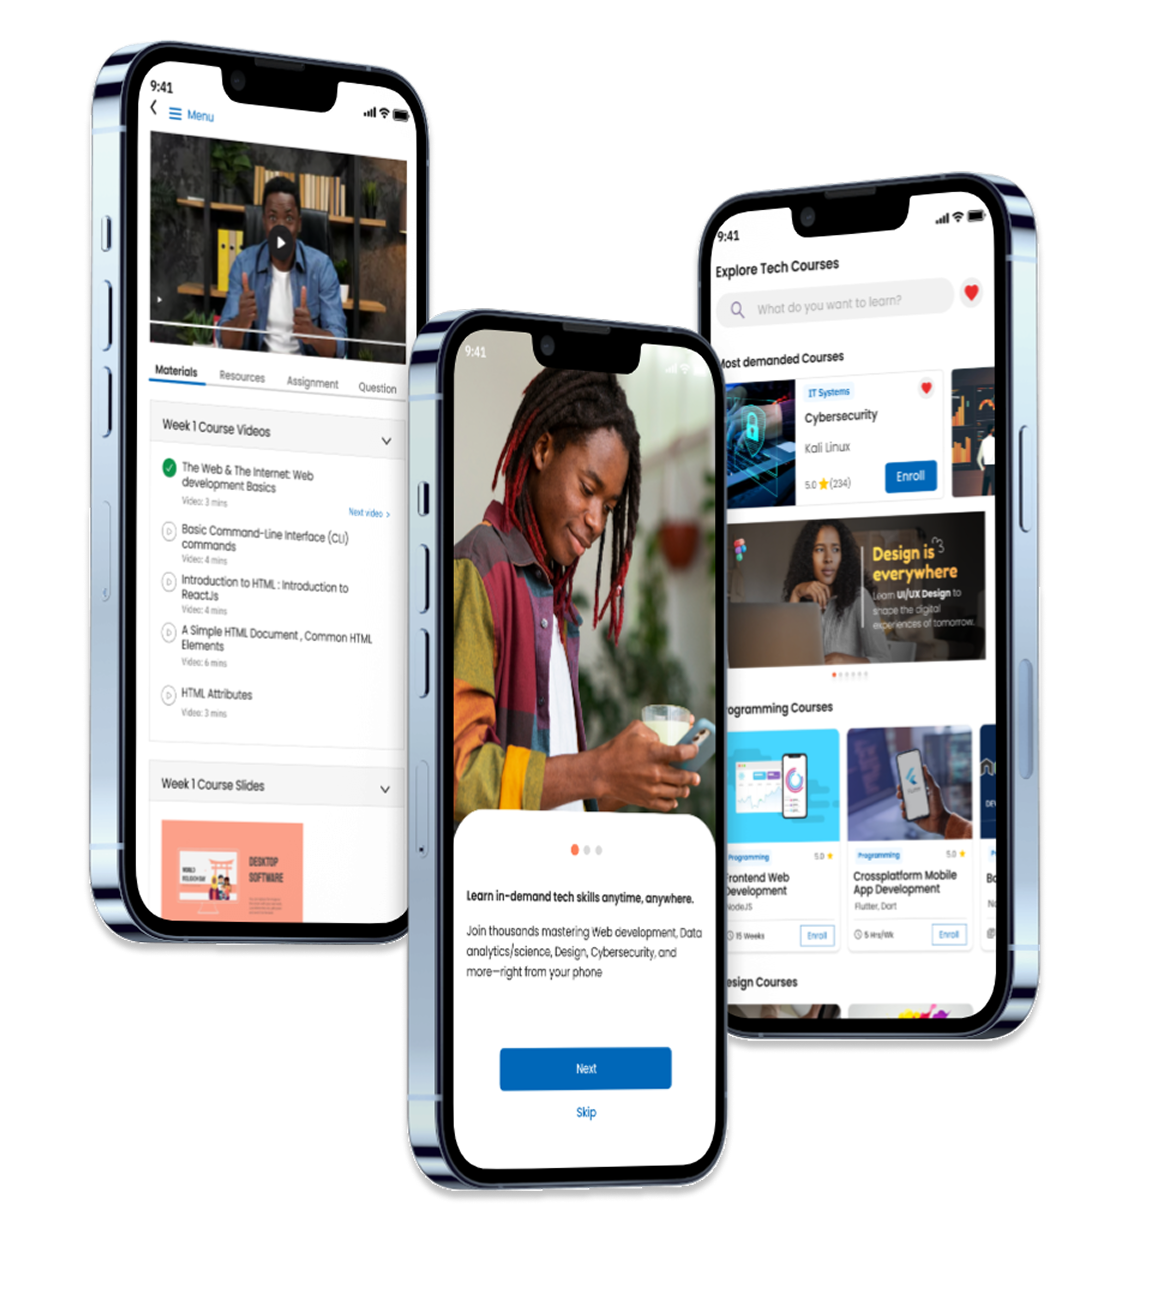 9:41
Menu
Materials
Resources
Assignment
Question
Week 1 Course Videos
The Web & The Internet: Web
development Basics
Video: 3 mins
Next video >
Basic Command-Line Interface (CLI)
commands
Video: 4 mins
Introduction to HTML : Introduction to
ReactJs
Video: 4 mins
A Simple HTML Document , Common HTML
Elements
Video: 6 mins
HTML Attributes
Video: 3 mins
Week 1 Course Slides
DESKTOP
SOFTWARE
9:41
Learn in-demand tech skills anytime, anywhere.
Join thousands mastering Web development, Data
analytics/science, Design, Cybersecurity, and
more—right from your phone
Next
Skip
9:41
Explore Tech Courses
What do you want to learn?
Most demanded Courses
IT Systems
Cybersecurity
Kali Linux
5.0 (234)
Enroll
Design is
everywhere
Learn UI/UX Design to
snape the digital
experiences of tomorrow.
ogramming Courses
Programming
5.0
rontend Web
Development
NodeJS
15 Weeks
Enroll
Programming
5.0
Crossplatform Mobile
App Development
Flutter, Dart
5 Hrs/Wk
Enroll
esign Courses